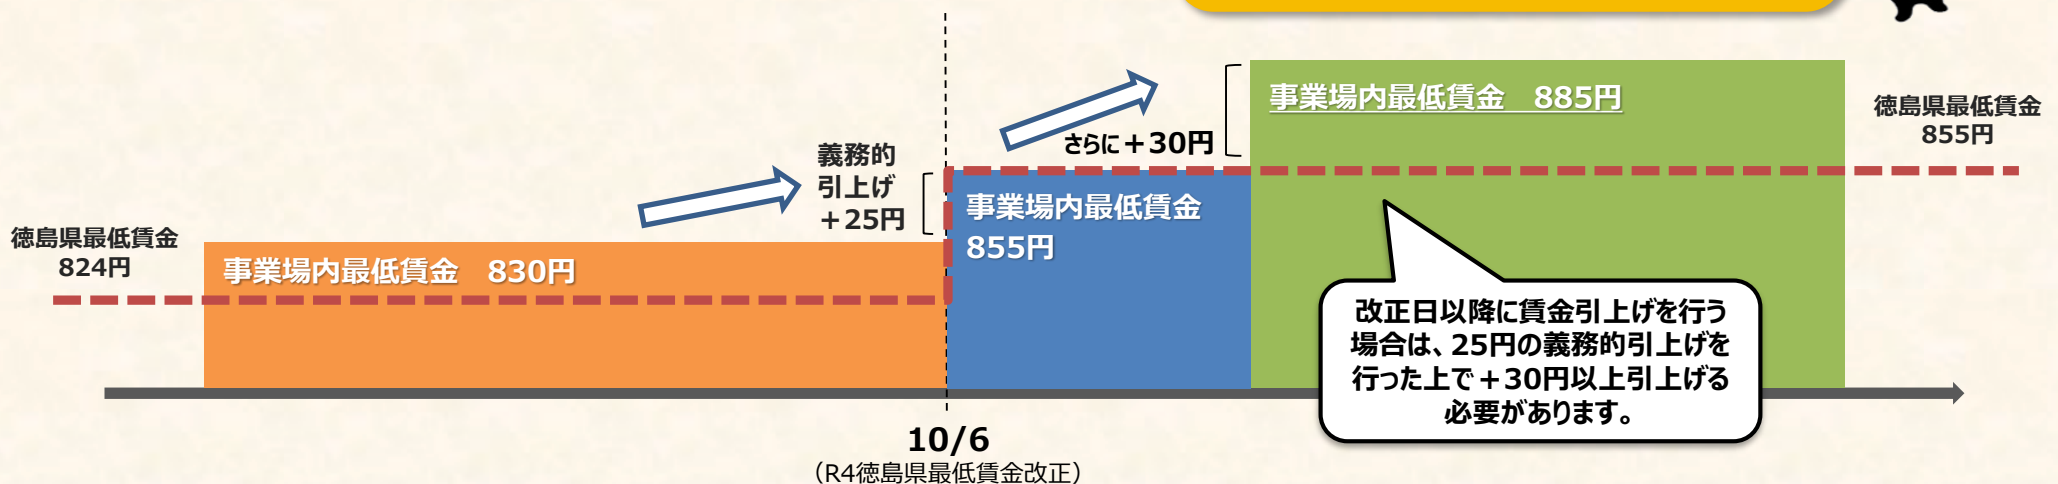 徳島県最低賃金
824円
事業場内最低賃金　830円
義務的
引上げ
＋25円
事業場内最低賃金
855円
さらに＋30円
事業場内最低賃金　885円
徳島県最低賃金
855円
改正日以降に賃金引上げを行う
場合は、25円の義務的引上げを
行った上で＋30円以上引上げる
必要があります。
10/6
（R4徳島県最低賃金改正）